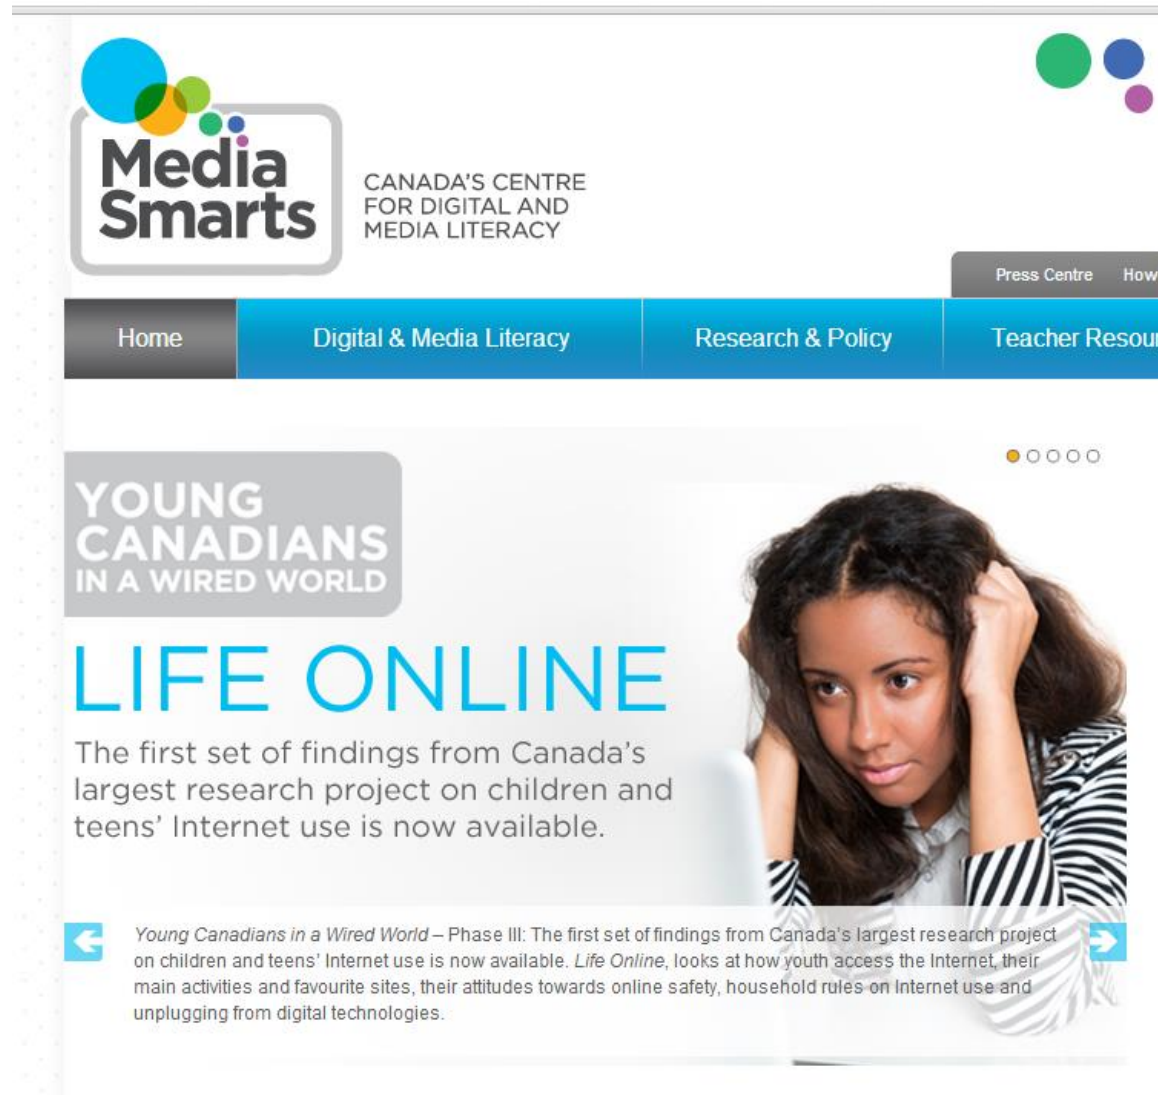 Media
Smarts
CANADA'S CENTRE
FOR DIGITAL AND
MEDIA LITERACY
Press Centre How
Home Digital & Media Literacy Research & Policy Teacher Resour
YOUNG
CANADIANS
IN A WIRED WORLD
LIFE ONLINE
The first set of findings from Canada's
largest research project on children and
teens' Internet use is now available.
Young Canadians in a Wired World – Phase III: The first set of findings from Canada's largest research project
on children and teens' Internet use is now available. Life Online, looks at how youth access the Internet, their
main activities and favourite sites, their attitudes towards online safety, household rules on Internet use and
unplugging from digital technologies.